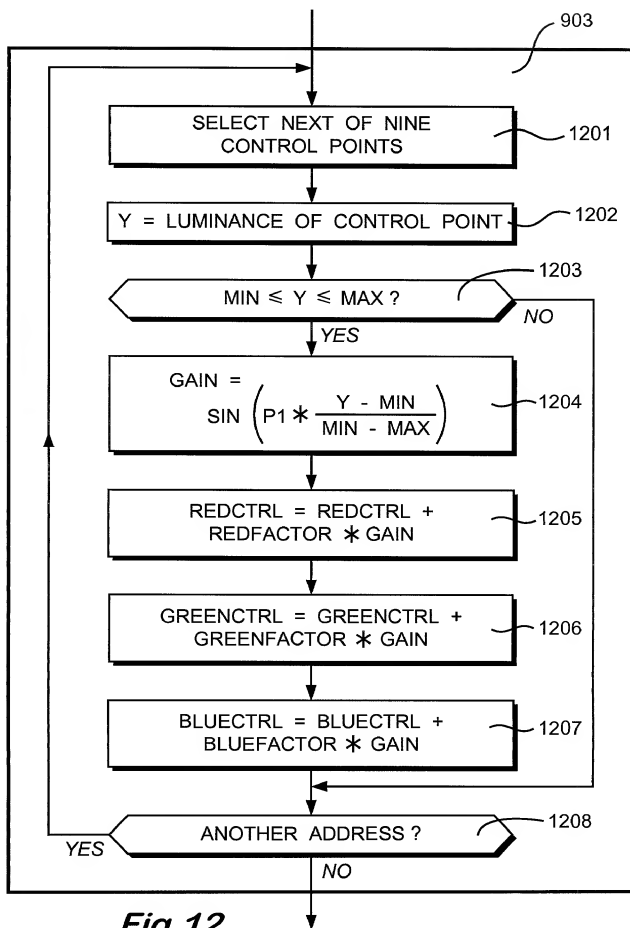 903
SELECT NEXT OF NINE
CONTROL POINTS
1201
Y = LUMINANCE OF CONTROL POINT
1202
1203
MIN ≤ Y ≤ MAX ?
NO
YES
GAIN =
SIN ( P1 * Y - MIN
MIN - MAX )
1204
REDCTRL = REDCTRL +
REDFACTOR * GAIN
1205
GREENCTRL = GREENCTRL +
GREENFACTOR * GAIN
1206
BLUECTRL = BLUECTRL +
BLUEFACTOR * GAIN
1207
ANOTHER ADDRESS ?
1208
YES
NO
Fig 12